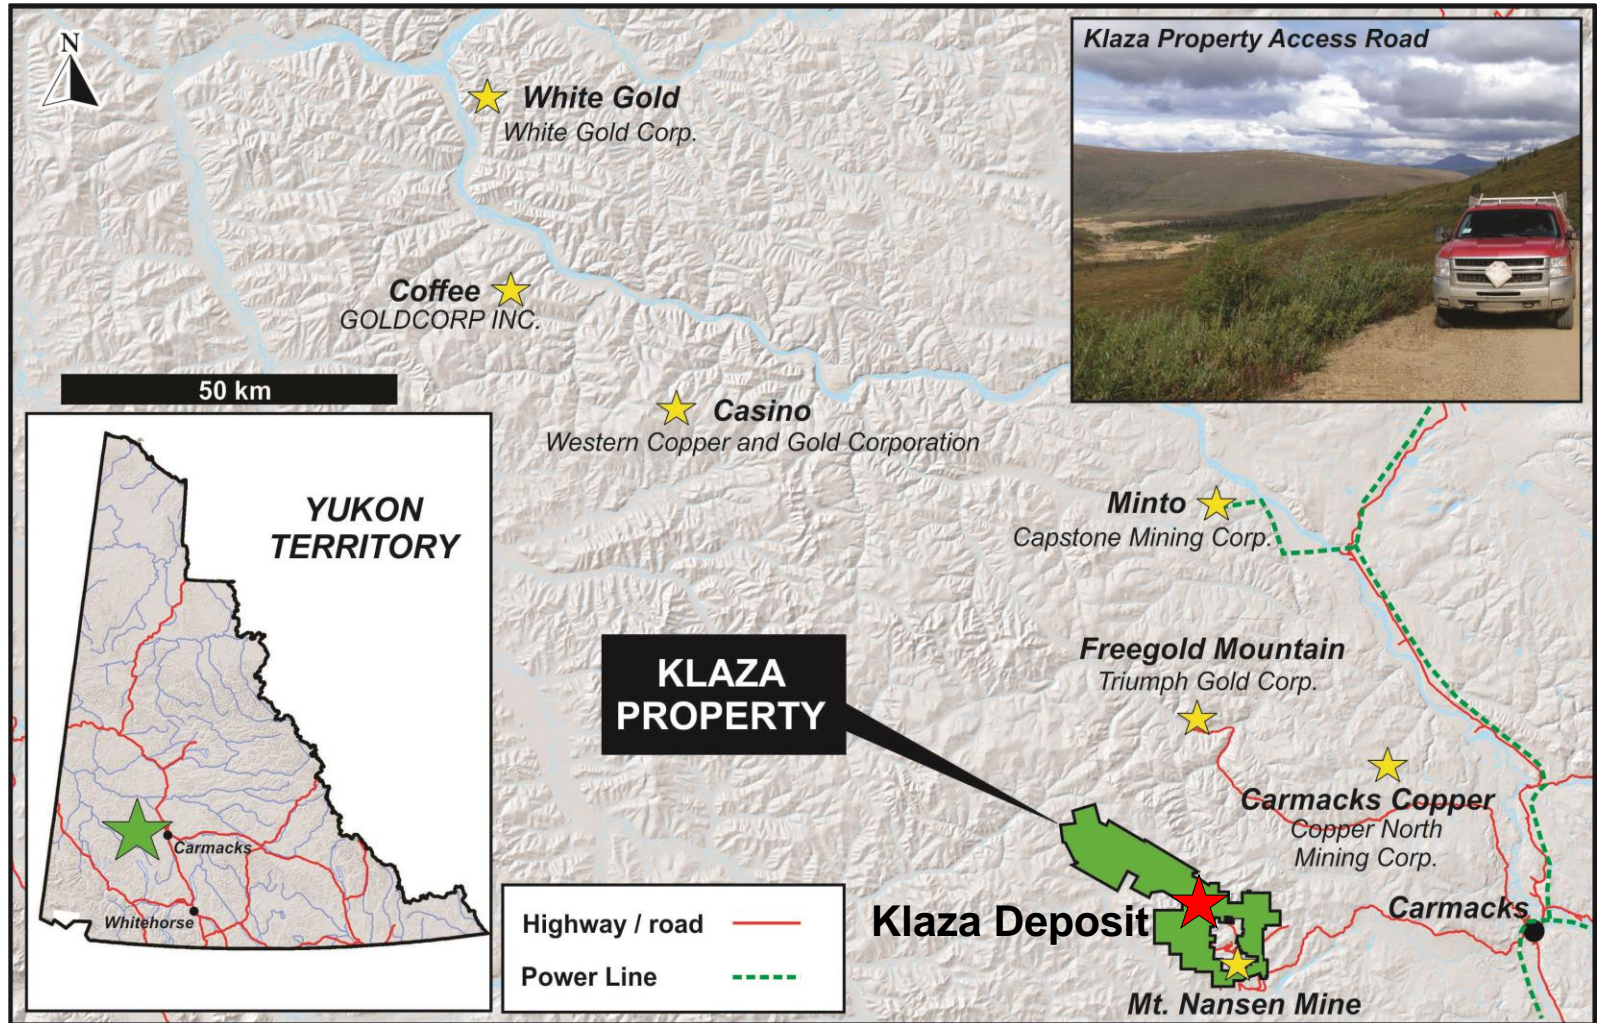 N
Klaza Property Access Road
White Gold
White Gold Corp.
Coffee
GOLDCORP INC.
50 km
Casino
Western Copper and Gold Corporation
YUKON
TERRITORY
Carmacks
Whitehorse
Minto
Capstone Mining Corp.
KLAZA
PROPERTY
Freegold Mountain
Triumph Gold Corp.
Carmacks Copper
Copper North
Mining Corp.
Highway / road
Power Line
Klaza Deposit
Carmacks
Mt. Nansen Mine